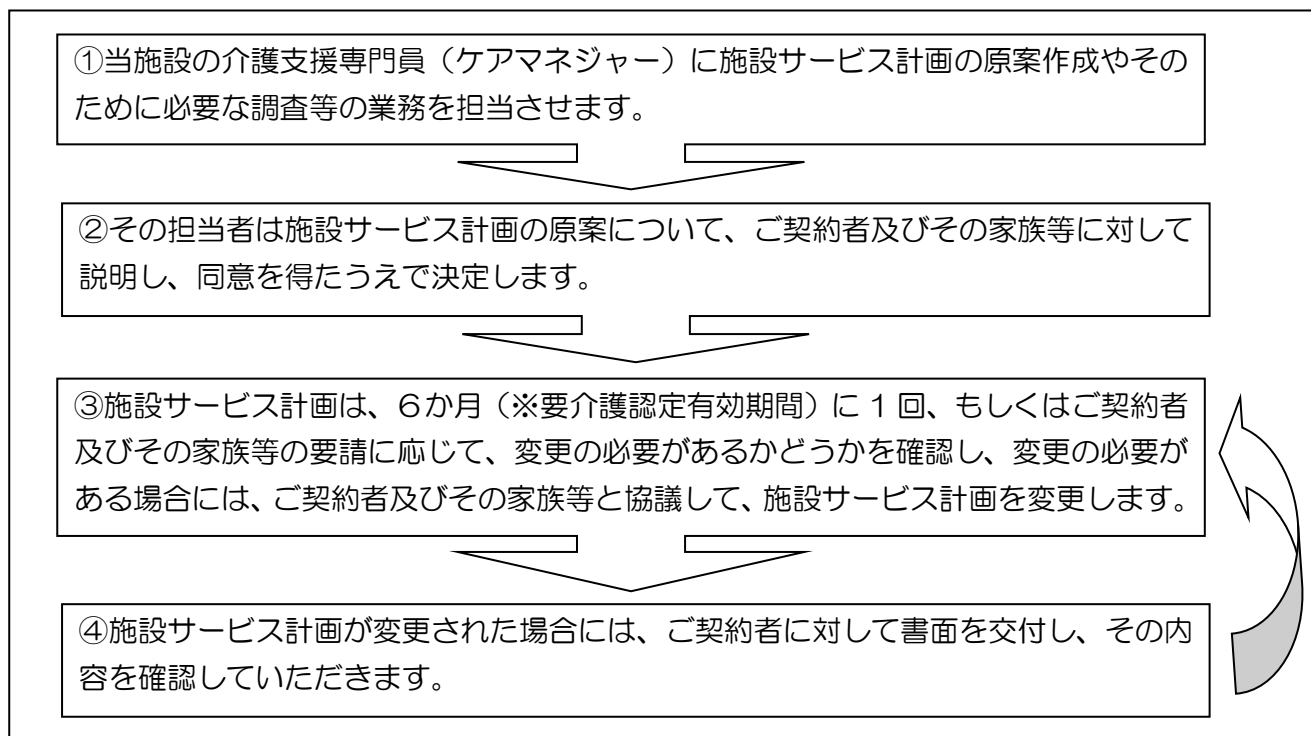 ①当施設の介護支援専門員（ケアマネジャー）に施設サービス計画の原案作成やその
ために必要な調査等の業務を担当させます。
②その担当者は施設サービス計画の原案について、ご契約者及びその家族等に対して
説明し、同意を得たうえで決定します。
③施設サービス計画は、６か月（※要介護認定有効期間）に 1 回、もしくはご契約者
及びその家族等の要請に応じて、変更の必要があるかどうかを確認し、変更の必要が
ある場合には、ご契約者及びその家族等と協議して、施設サービス計画を変更します。
④施設サービス計画が変更された場合には、ご契約者に対して書面を交付し、その内
容を確認していただきます。